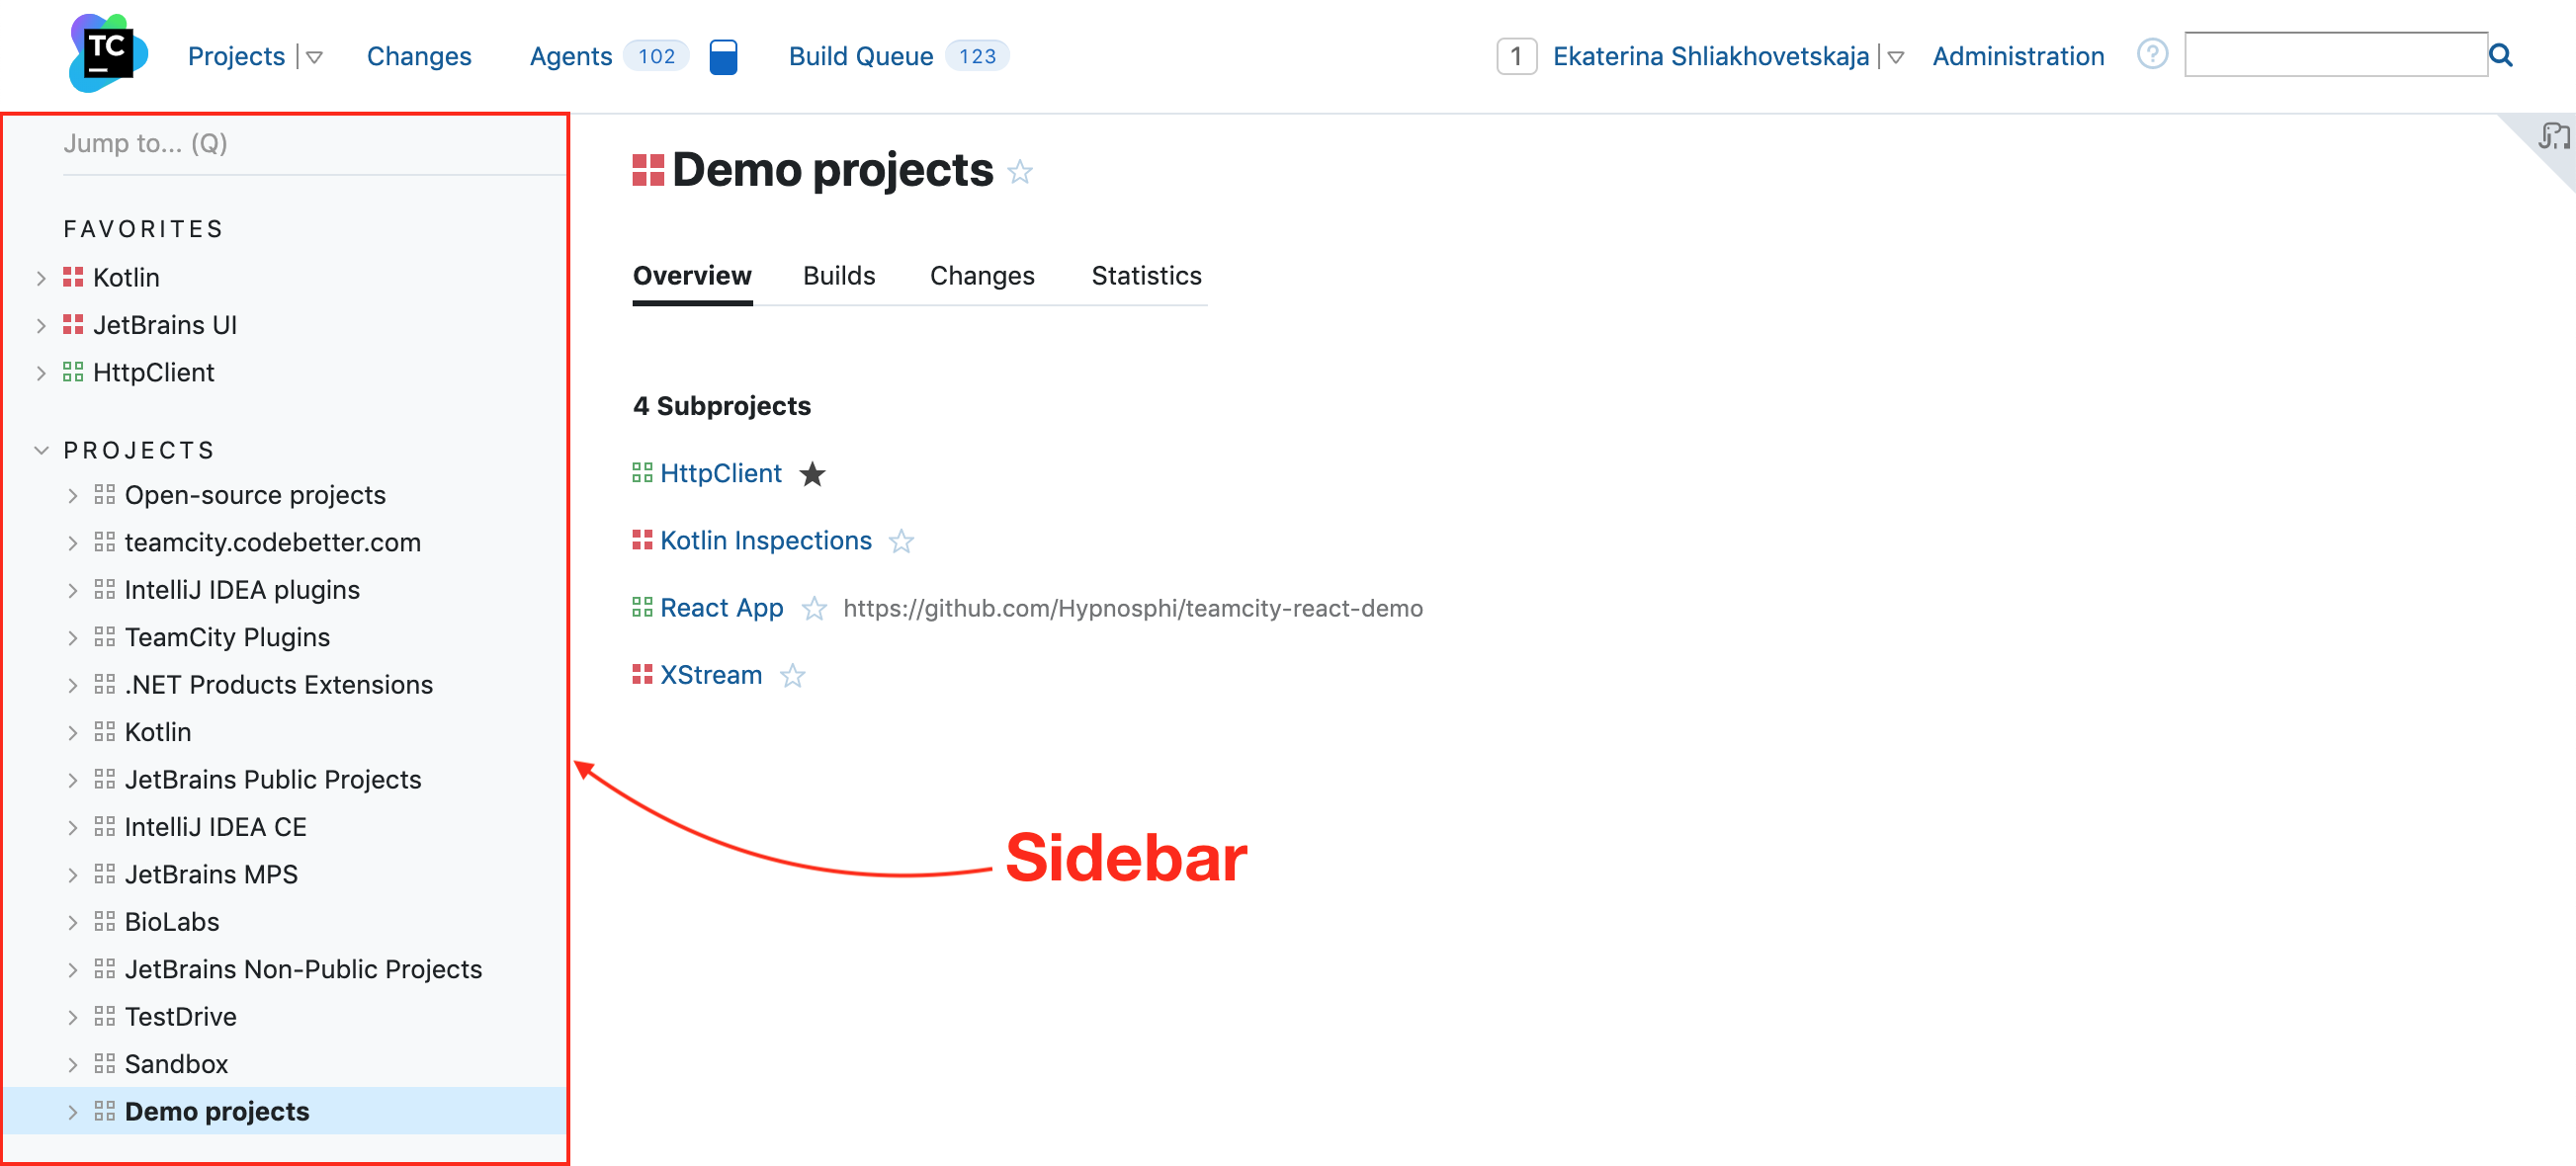 TC
Projects
Changes
Agents 102
Build Queue 123
1
Ekaterina Shliakhovetskaja
Administration
?
Jump to... (Q)
FAVORITES
Kotlin
JetBrains UI
HttpClient
PROJECTS
Open-source projects
teamcity.codebetter.com
IntelliJ IDEA plugins
TeamCity Plugins
.NET Products Extensions
Kotlin
JetBrains Public Projects
IntelliJ IDEA CE
JetBrains MPS
BioLabs
JetBrains Non-Public Projects
TestDrive
Sandbox
Demo projects
Demo projects
Overview
Builds
Changes
Statistics
4 Subprojects
HttpClient
Kotlin Inspections
React App https://github.com/Hypnosphi/teamcity-react-demo
XStream
Sidebar